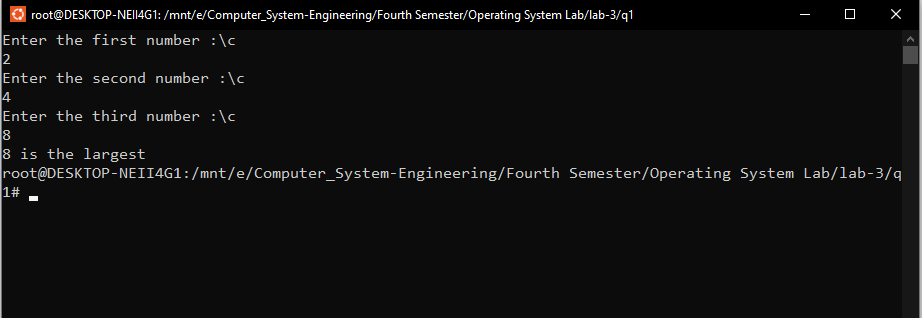 root@DESKTOP-NEII4G1: /mnt/e/Computer_System-Engineering/Fourth Semester/Operating System Lab/lab-3/q1
Enter the first number :\c
2
Enter the second number :\c
4
Enter the third number :\c
8
8 is the largest
root@DESKTOP-NEII4G1:/mnt/e/Computer_System-Engineering/Fourth Semester/Operating System Lab/lab-3/q
1#